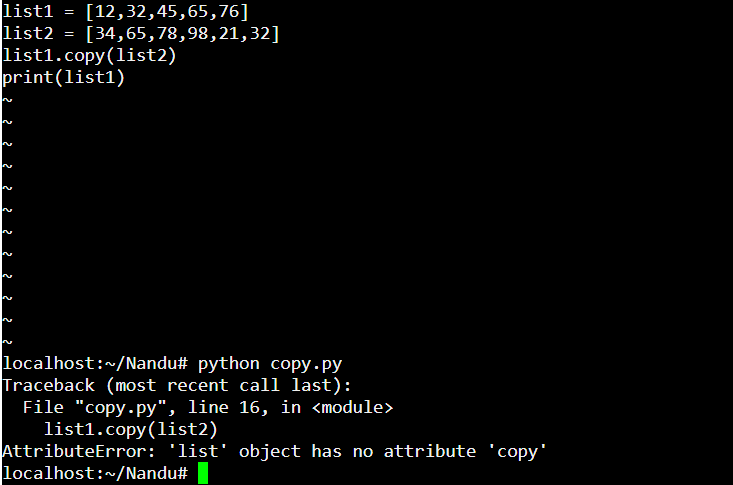 list1 = [12,32,45,65,76]
list2 = [34,65,78,98,21,32]
list1.copy(list2)
print(list1)
~
~
~
~
~
~
~
~
~
~
~
~
localhost:~/Nandu# python copy.py
Traceback (most recent call last):
  File "copy.py", line 16, in <module>
    list1.copy(list2)
AttributeError: 'list' object has no attribute 'copy'
localhost:~/Nandu#